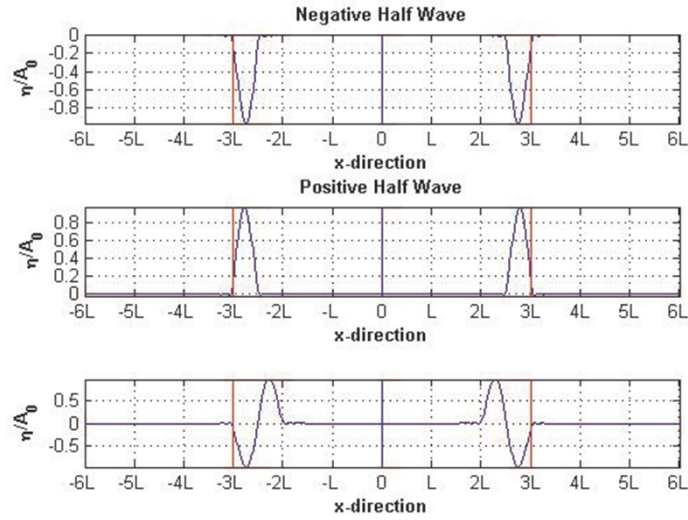 Negative Half Wave
0
-0.2
-0.4
-0.6
-0.8
η/A0
-6L -5L -4L -3L -2L -L 0 L 2L 3L 4L 5L 6L
x-direction
Positive Half Wave
0.8
0.6
0.4
0.2
0
η/A0
-6L -5L -4L -3L -2L -L 0 L 2L 3L 4L 5L 6L
x-direction
0.5
0
-0.5
η/A0
-6L -5L -4L -3L -2L -L 0 L 2L 3L 4L 5L 6L
x-direction